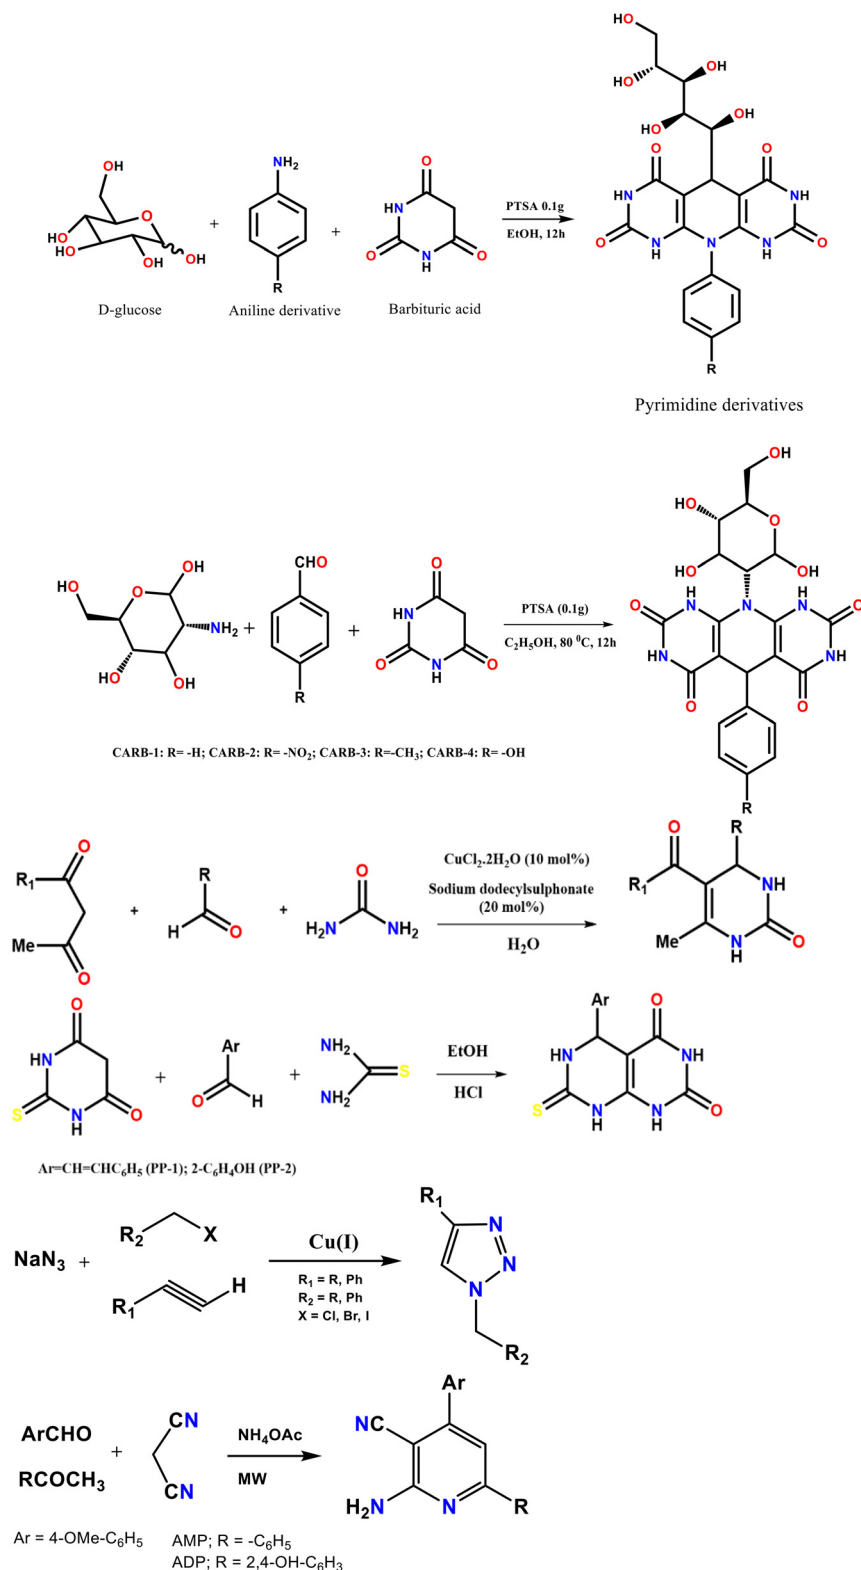 HO
HO
OH
OH
HO
OH
O
O
HN
NH
O
N
H
N
N
H
O
R
OH
O
HO
HO
OH
OH
D-glucose
+
NH2
R
Aniline derivative
+
O
NH
O
N
H
O
Barbituric acid
PTSA 0.1g
EtOH, 12h
Pyrimidine derivatives
OH
HO
O
HO
OH
H
N
N
H
N
O
O
NH
HN
O
O
R
OH
HO
O
NH2
HO
OH
+
CHO
R
+
O
NH
O
N
H
O
PTSA (0.1g)
C2H5OH, 80 0C, 12h
CARB-1: R= -H; CARB-2: R= -NO2; CARB-3: R=-CH3; CARB-4: R= -OH
O
R1
Me
O
+
R
H
O
+
O
H2N
NH2
CuCl2.2H2O (10 mol%)
Sodium dodecylsulphonate
(20 mol%)
H2O
O
R
R1
NH
Me
N
H
O
O
NH
S
N
H
O
+
Ar
O
H
+
NH2
S
NH2
EtOH
HCl
Ar
O
HN
NH
S
N
H
N
H
O
Ar=CH=CHC6H5 (PP-1); 2-C6H4OH (PP-2)
NaN3
+
R2
X
R1
H
Cu(I)
R1 = R, Ph
R2 = R, Ph
X = Cl, Br, I
R1
N
N
N
R2
ArCHO
RCOCH3
+
CN
CN
NH4OAc
MW
Ar
NC
H2N
N
R
Ar = 4-OMe-C6H5
AMP; R = -C6H5
ADP; R = 2,4-OH-C6H3